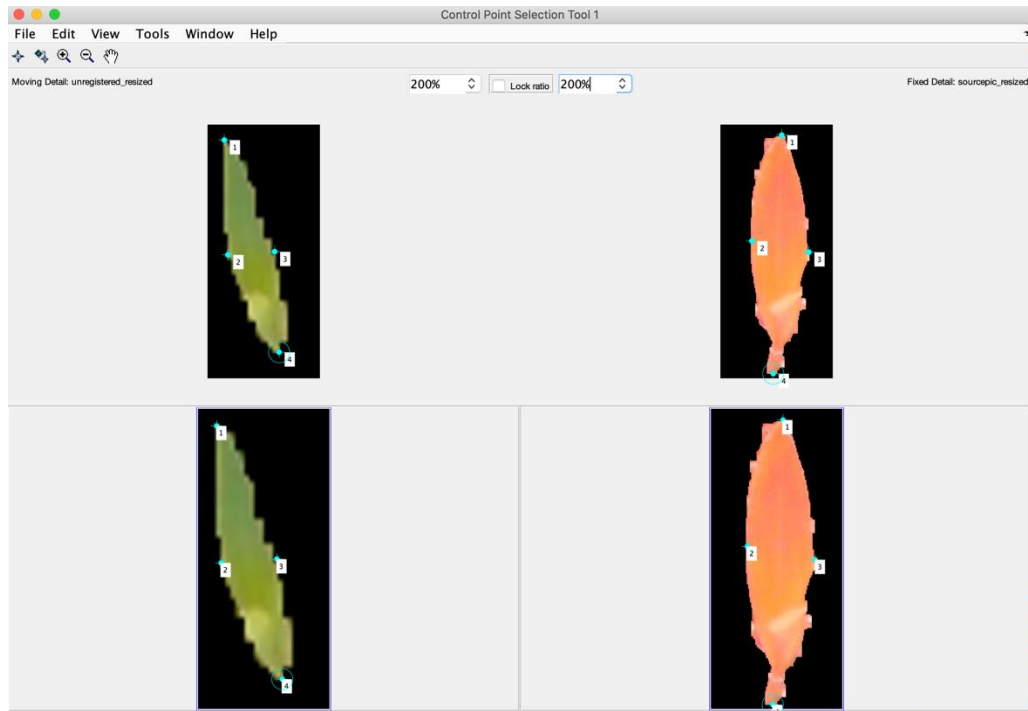 Control Point Selection Tool 1
File Edit View Tools Window Help
Moving Detail: unregistered_resized 200% Lock ratio 200% Fixed Detail: sourcepic_resized
1 1
2 3 2 3
4 4
1 1
2 3 2 3
4